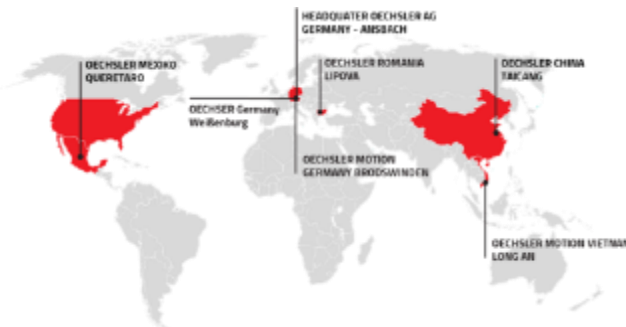 HEADQUATER OECHSLER AG
GERMANY - ANSBACH
OECHSLER MEXIKO
QUERETARO
OECHSLER ROMANIA
LIPOVA
OECHSLER CHINA
TAICANG
OECHSER Germany
Weißenburg
OECHSLER MOTION
GERMANY BRODSWINDEN
OECHSLER MOTION VIETNAM
LONG AN